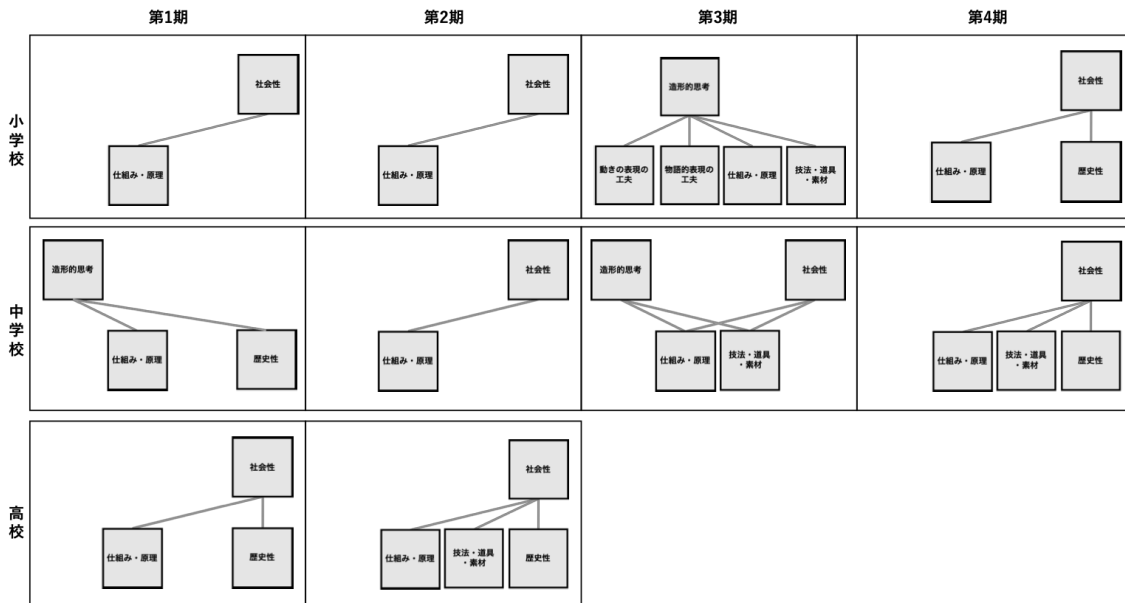 第1期
第2期
第3期
第4期
小学校
社会性
仕組み・原理
社会性
仕組み・原理
造形的思考
動きの表現の
工夫
物語的表現の
工夫
仕組み・原理
技法・道具
・素材
社会性
仕組み・原理
歴史性
中学校
造形的思考
仕組み・原理
歴史性
社会性
仕組み・原理
造形的思考
社会性
仕組み・原理
技法・道具
・素材
社会性
仕組み・原理
技法・道具
・素材
歴史性
高校
社会性
仕組み・原理
歴史性
社会性
仕組み・原理
技法・道具
・素材
歴史性